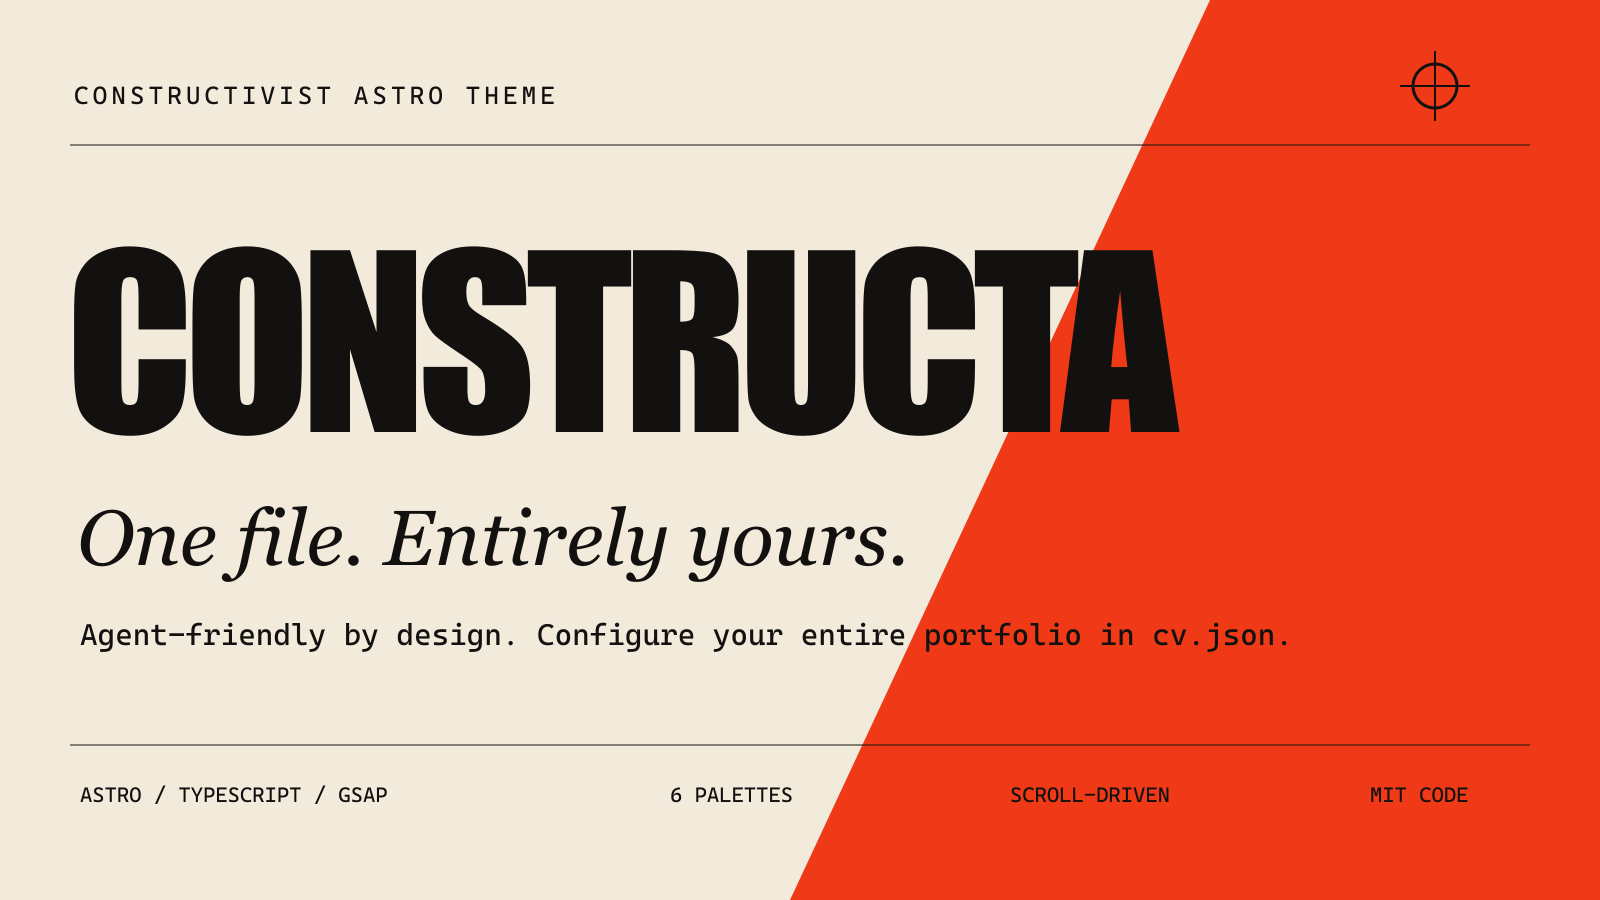 CONSTRUCTIVIST ASTRO THEME
CONSTRUCTA
One file. Entirely yours.
Agent-friendly by design. Configure your entire portfolio in cv.json.
ASTRO / TYPESCRIPT / GSAP
6 PALETTES
SCROLL-DRIVEN
MIT CODE